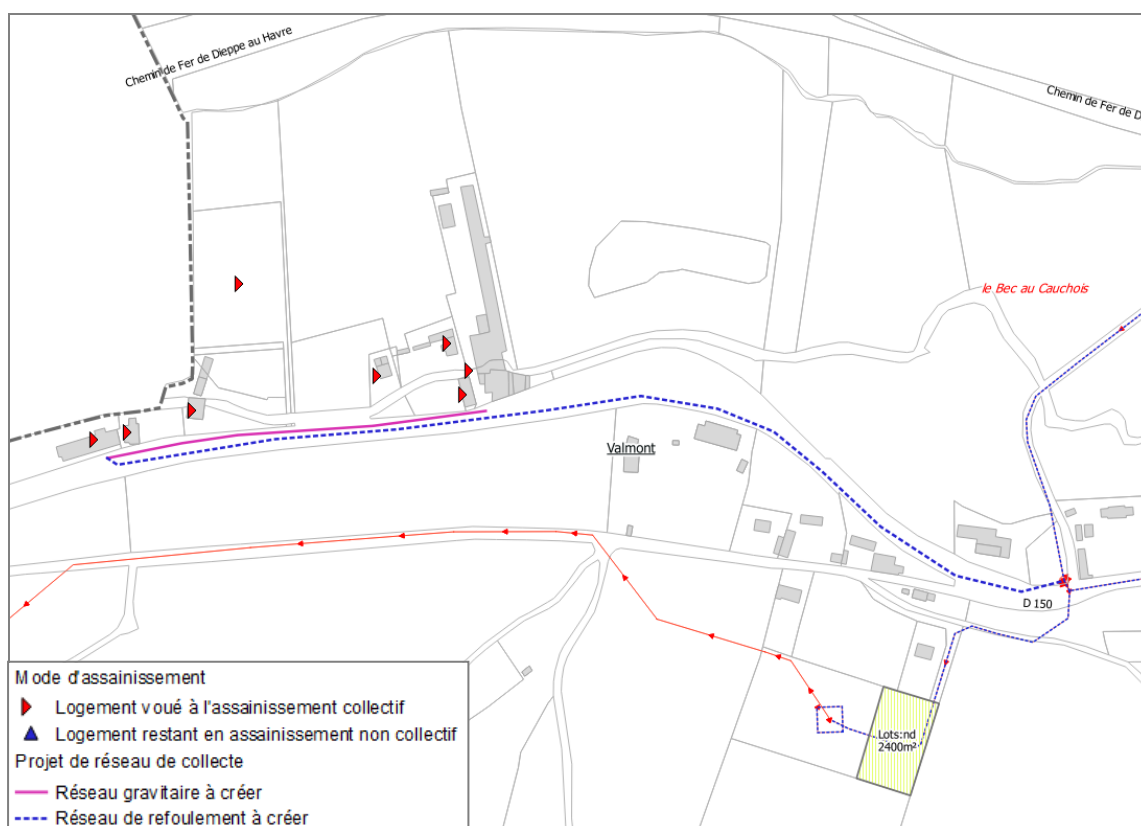 Chemin de Fer de Dieppe au Havre
Chemin de Fer de D
le Bec au Cauchois
Valmont
D 150
Lots:nd
2400m²
Mode d'assainissement
Logement voué à l'assainissement collectif
Logement restant en assainissement non collectif
Projet de réseau de collecte
Réseau gravitaire à créer
Réseau de refoulement à créer